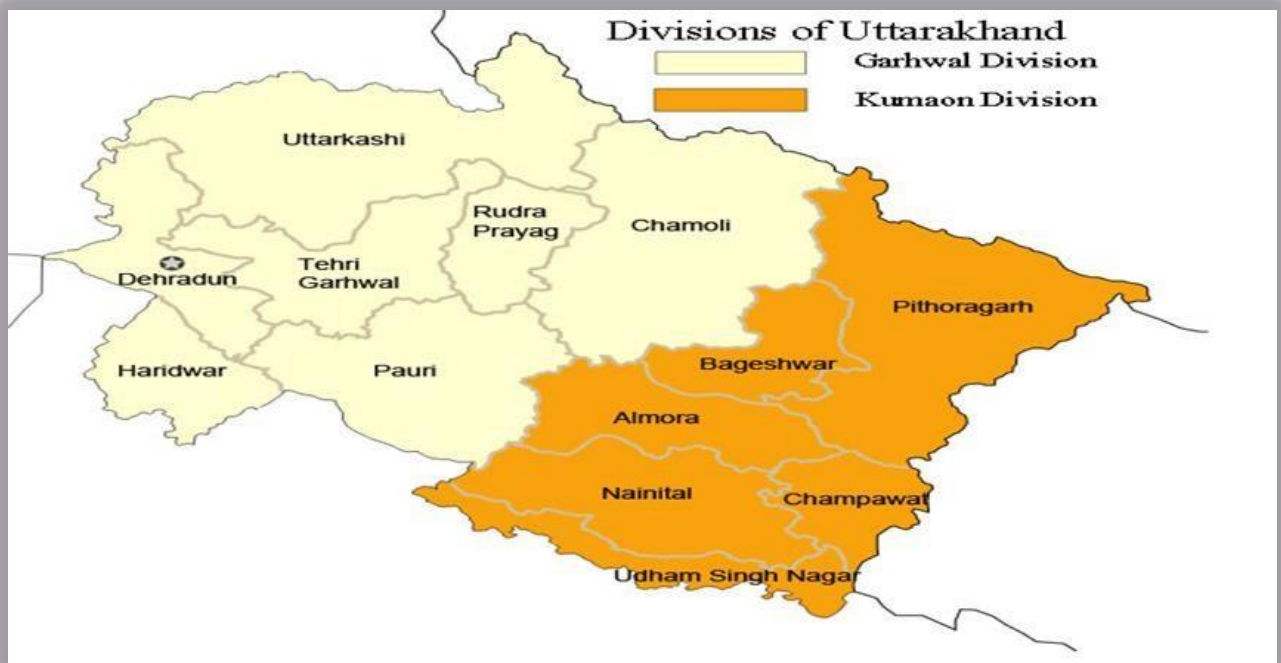 Divisions of Uttarakhand
Garhwal Division
Kumaon Division
Uttarkashi
Rudra
Prayag
Chamoli
Tehri
Garhwal
Dehradun
Pithoragarh
Haridwar
Pauri
Bageshwar
Almora
Nainital
Champawat
Udham Singh Nagar